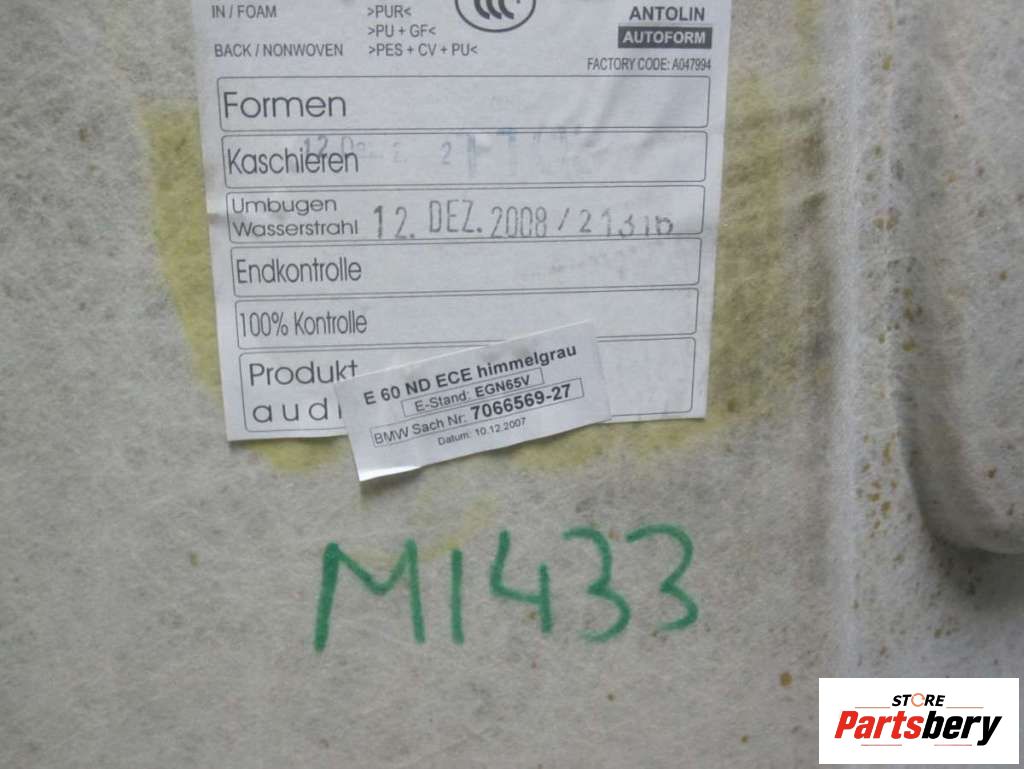 IN / FOAM >PUR<
>PU + GF<
BACK / NONWOVEN >PES + CV + PU<
ANTOLIN
AUTOFORM
FACTORY CODE: A047994
Formen
Kaschieren
Umbugen
Wasserstrahl 12. DEZ. 2008 / 2
Endkontrolle
100% Kontrolle
Produkt
audi
E 60 ND ECE himmelgrau
E-Stand: EGN65V
BMW Sach Nr: 7066569-27
Datum: 10.12.2007
M1433
STORE
Partsbery